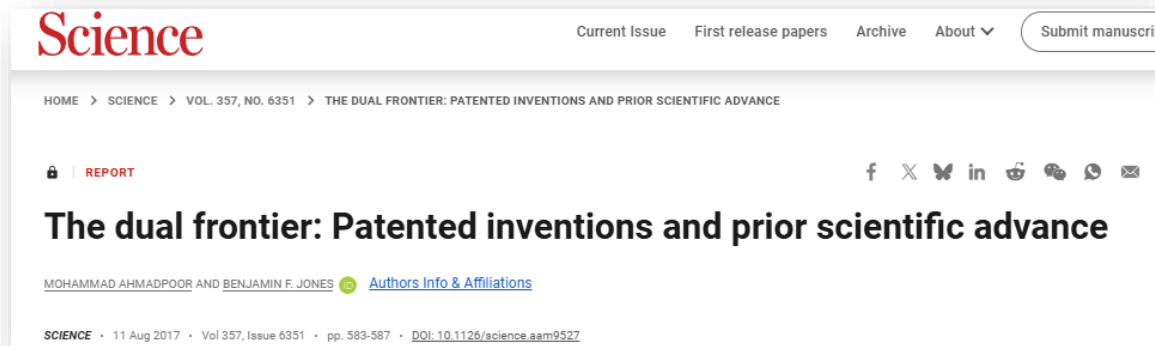 Science
Current Issue First release papers Archive About
HOME > SCIENCE > VOL. 357, NO. 6351 > THE DUAL FRONTIER: PATENTED INVENTIONS AND PRIOR SCIENTIFIC ADVANCE
REPORT
The dual frontier: Patented inventions and prior scientific advance
MOHAMMAD AHMADPOOR AND BENJAMIN F. JONES iD Authors Info & Affiliations
SCIENCE · 11 Aug 2017 · Vol 357, Issue 6351 · pp. 583-587 · DOI: 10.1126/science.aam9527